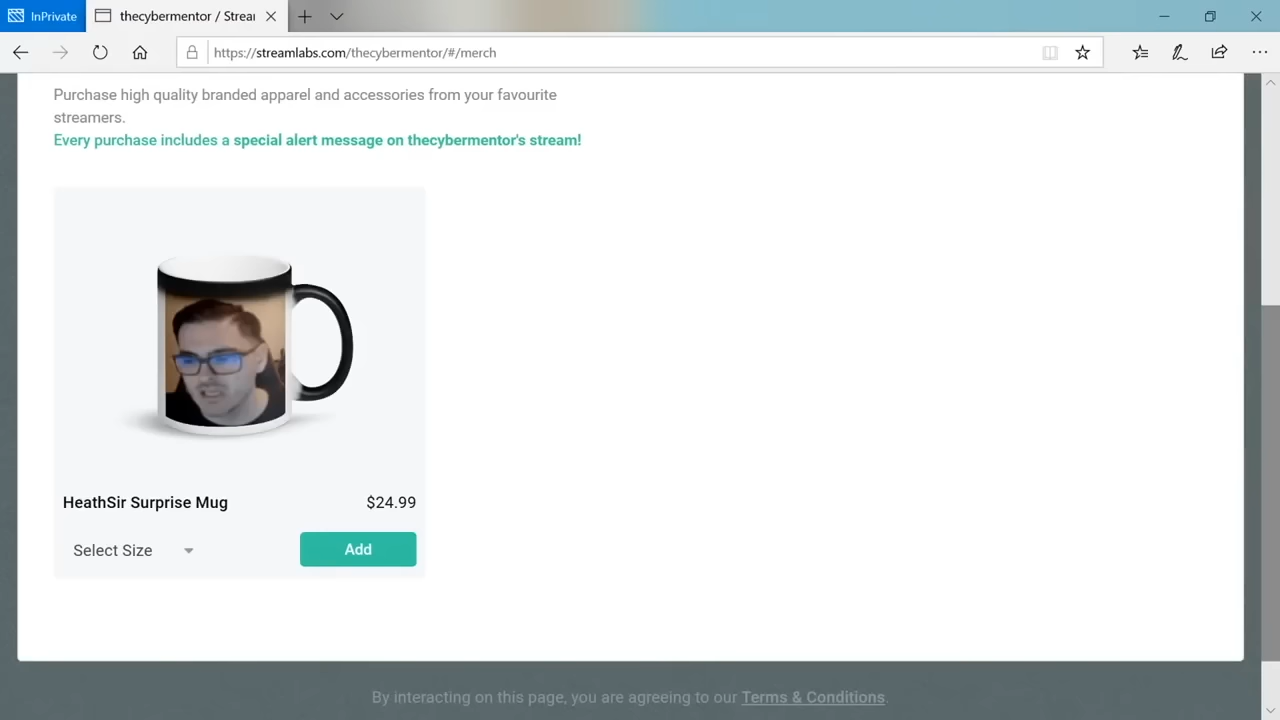 InPrivate
thecybermentor / Strea
https://streamlabs.com/thecybermentor/#/merch
Purchase high quality branded apparel and accessories from your favourite
streamers.
Every purchase includes a special alert message on thecybermentor's stream!
HeathSir Surprise Mug
$24.99
Select Size
Add
By interacting on this page, you are agreeing to our Terms & Conditions.